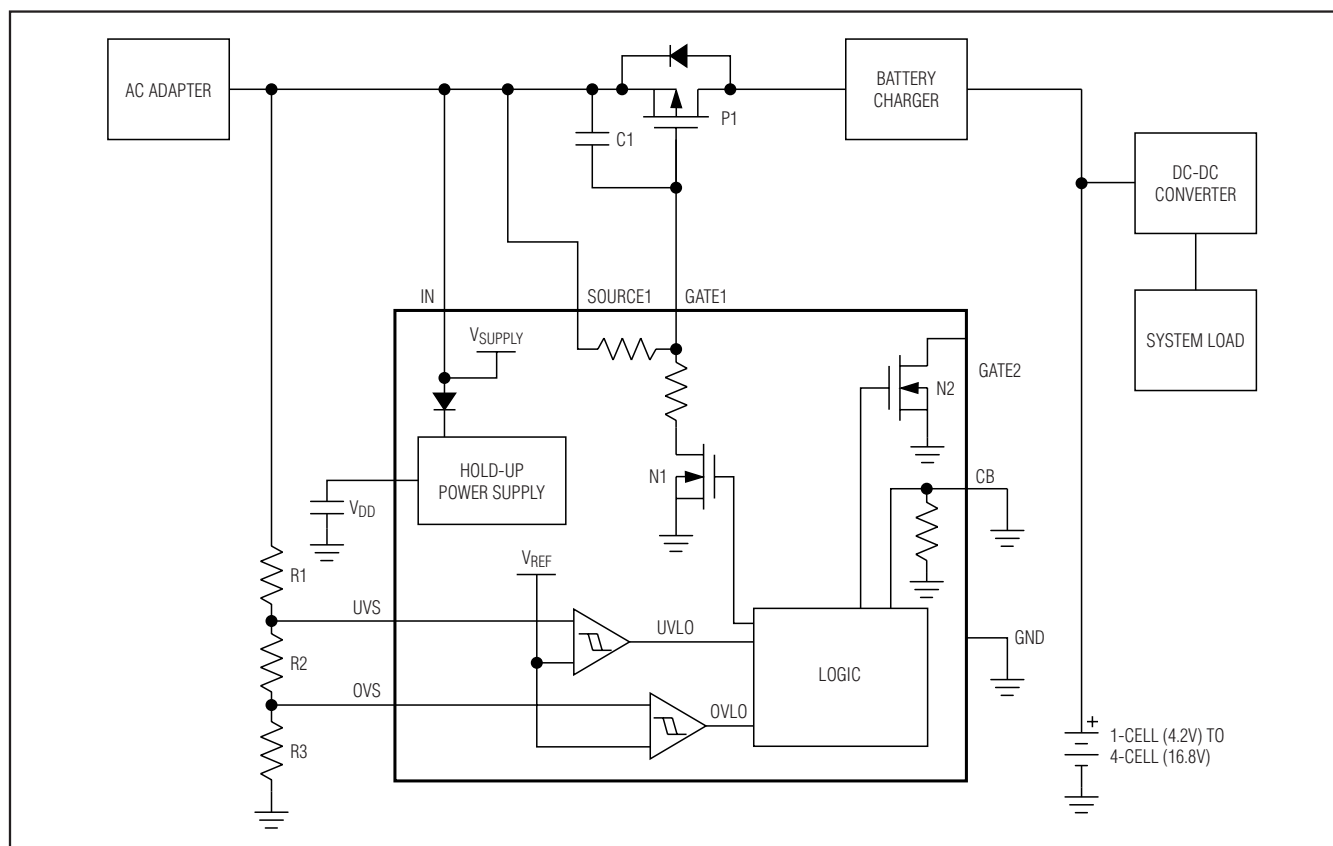 AC ADAPTER
BATTERY
CHARGER
P1
C1
DC-DC
CONVERTER
IN
SOURCE1
GATE1
SYSTEM LOAD
VSUPPLY
GATE2
N2
HOLD-UP
POWER SUPPLY
N1
CB
VDD
VREF
R1
UVS
UVLO
GND
R2
LOGIC
OVS
OVLO
R3
+
1-CELL (4.2V) TO
4-CELL (16.8V)